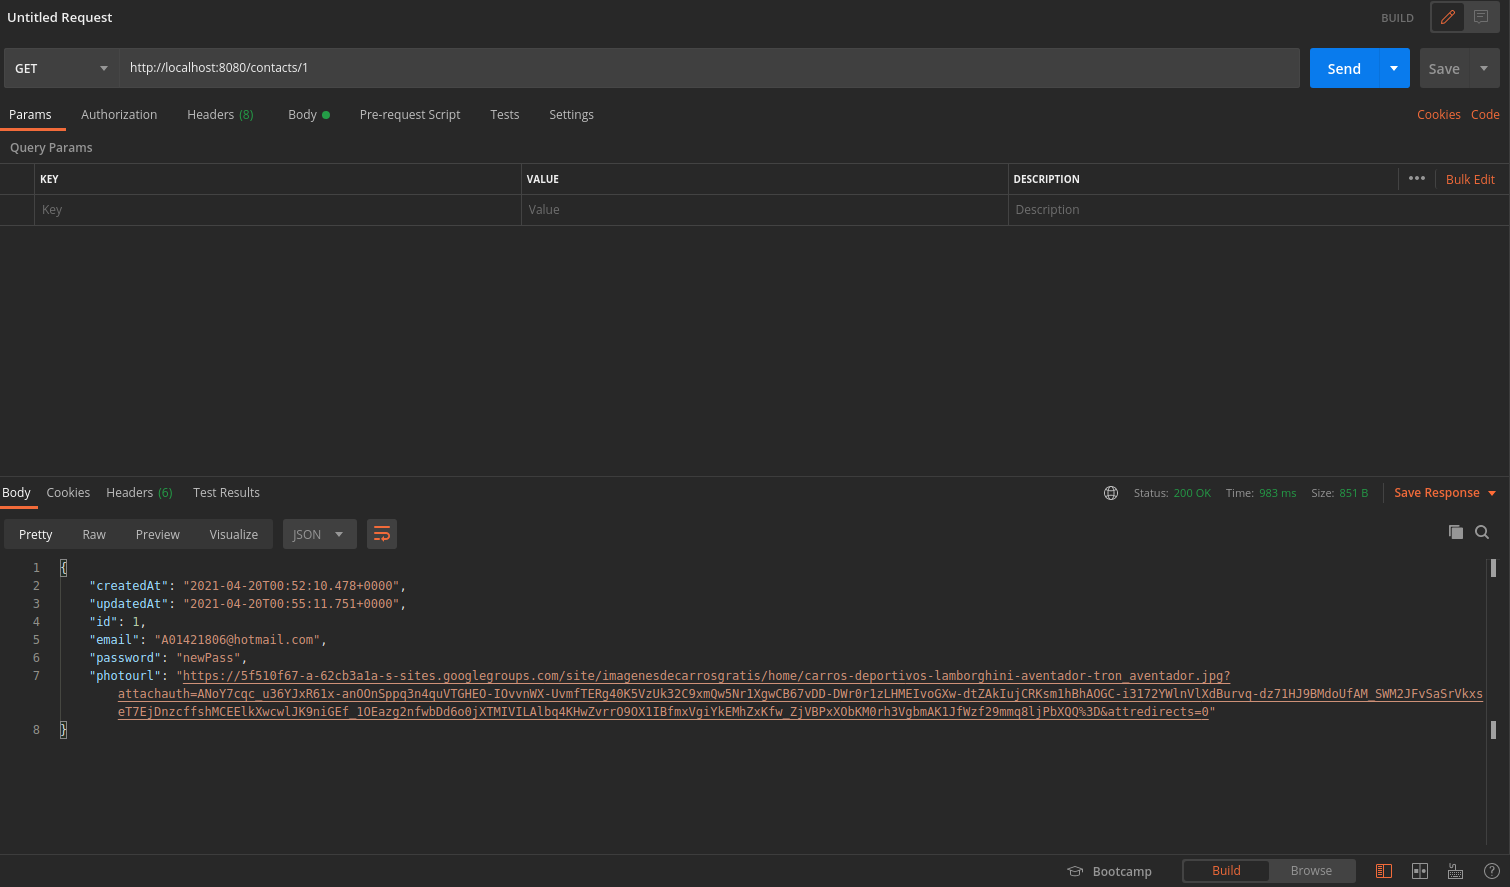 Untitled Request
BUILD
GET
http://localhost:8080/contacts/1
Send
Save
Params
Authorization
Headers (8)
Body
Pre-request Script
Tests
Settings
Cookies
Code
Query Params
KEY
VALUE
DESCRIPTION
Bulk Edit
Key
Value
Description
Body
Cookies
Headers (6)
Test Results
Status: 200 OK
Time: 983 ms
Size: 851 B
Save Response
Pretty
Raw
Preview
Visualize
JSON
1 {
2 "createdAt": "2021-04-20T00:52:10.478+0000",
3 "updatedAt": "2021-04-20T00:55:11.751+0000",
4 "id": 1,
5 "email": "A01421806@hotmail.com",
6 "password": "newPass",
7 "photourl": "https://5f510f67-a-62cb3a1a-s-sites.googlegroups.com/site/imagenesdecarrosgratis/home/carros-deportivos-lamborghini-aventador-tron_aventador.jpg?
attachauth=ANoY7cqc_u36YJxR61x-anOOnSppq3n4quVTGHEO-IOvvnWX-UvmfTERg40K5VzUk32C9xmQw5Nr1XgwCB67vDD-DWr0r1zLHMEIvoGXw-dtZAkIujCRKsm1hBhAOGC-i3172YWlnVlXdBurvq-dz71HJ9BMdoUfAM_SWM2JFvSaSrVkxs
eT7EjDnzcffshMCEElkXwcwlJK9niGEf_1OEazg2nfwbDd6o0jXTMIVILAlbq4KHwZvrrO9OX1IBfmxVgiYkEMhZxKfw_ZjVBPxXObKM0rh3VgbmAK1JfWzf29mmq8ljPbXQQ%3D&attredirects=0"
8 }
Bootcamp
Build
Browse